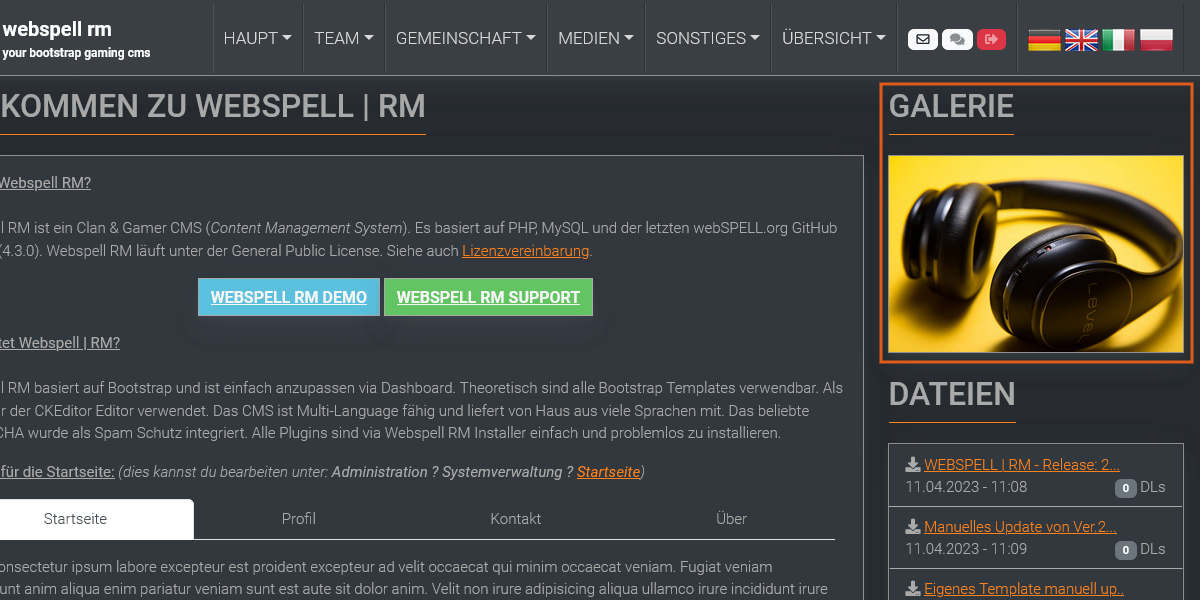 webspell rm
your bootstrap gaming cms
HAUPT
TEAM
GEMEINSCHAFT
MEDIEN
SONSTIGES
ÜBERSICHT
KOMMEN ZU WEBSPELL | RM
Webspell RM?
l RM ist ein Clan & Gamer CMS (Content Management System). Es basiert auf PHP, MySQL und der letzten webSPELL.org GitHub
(4.3.0). Webspell RM läuft unter der General Public License. Siehe auch Lizenzvereinbarung.
WEBSPELL RM DEMO
WEBSPELL RM SUPPORT
tet Webspell | RM?
l RM basiert auf Bootstrap und ist einfach anzupassen via Dashboard. Theoretisch sind alle Bootstrap Templates verwendbar. Als
r der CKEditor Editor verwendet. Das CMS ist Multi-Language fähig und liefert von Haus aus viele Sprachen mit. Das beliebte
CHA wurde als Spam Schutz integriert. Alle Plugins sind via Webspell RM Installer einfach und problemlos zu installieren.
für die Startseite: (dies kannst du bearbeiten unter: Administration ? Systemverwaltung ? Startseite)
Startseite
Profil
Kontakt
Über
onsectetur ipsum labore excepteur est proident excepteur ad velit occaecat qui minim occaecat veniam. Fugiat veniam
unt anim aliqua enim pariatur veniam sunt est aute sit dolor anim. Velit non irure adipisicing aliqua ullamco irure incididunt irure
GALERIE
LEVEL
DATEIEN
WEBSPELL | RM - Release: 2...
11.04.2023 - 11:08
0 DLs
Manuelles Update von Ver.2...
11.04.2023 - 11:09
0 DLs
Eigenes Template manuell up..